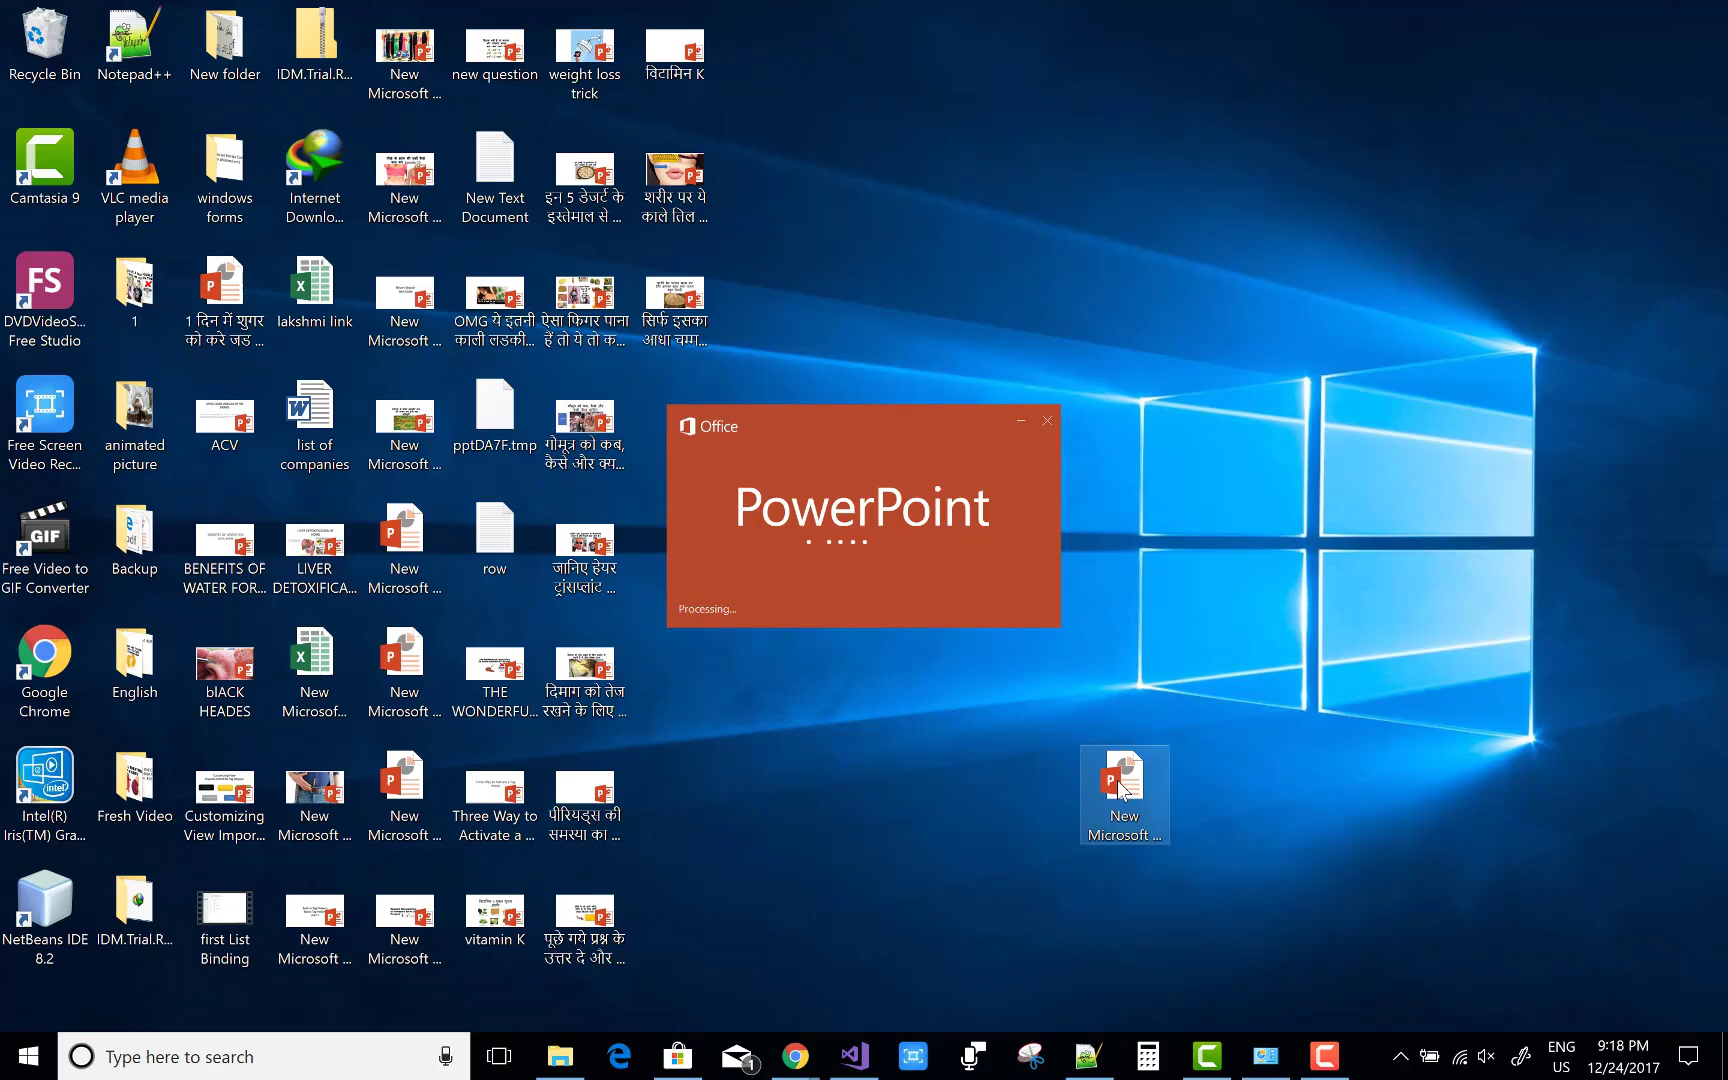 Recycle Bin
Notepad++
New folder
IDM.Trial.R...
New
Microsoft ...
new question
weight loss
trick
विटामिन K
Camtasia 9
VLC media
player
windows
forms
Internet
Downlo...
New
Microsoft ...
New Text
Document
इन 5 डेजर्ट के
इस्तेमाल से ...
शरीर पर ये
काले तिल ...
FS
DVDVideoS...
Free Studio
1
1 दिन में शुगर
को करे जड ...
lakshmi link
New
Microsoft ...
OMG ये इतनी
काली लडकी...
ऐसा फिगर पाना
हैं तो ये तो क...
सिर्फ इसका
आधा चम्म...
Free Screen
Video Rec...
animated
picture
ACV
list of
companies
New
Microsoft ...
pptDA7F.tmp
गौमूत्र को कब,
कैसे और क्य...
Office
PowerPoint
Processing...
GIF
Free Video to
GIF Converter
Backup
BENEFITS OF
WATER FOR...
LIVER
DETOXIFICA...
New
Microsoft ...
row
जानिए हेयर
ट्रांसप्लांट ...
Google
Chrome
English
blACK
HEADES
New
Microsof...
New
Microsoft ...
THE
WONDERFU...
दिमाग को तेज
रखने के लिए ...
intel
Intel(R)
Iris(TM) Gra...
Fresh Video
Customizing
View Impor...
New
Microsoft ...
New
Microsoft ...
Three Way to
Activate a ...
पीरियड्स की
समस्या का ...
New
Microsoft ...
NetBeans IDE
8.2
IDM.Trial.R...
first List
Binding
New
Microsoft ...
New
Microsoft ...
vitamin K
पूछे गये प्रश्न के
उत्तर दे और ...
Type here to search
1
ENG
US
9:18 PM
12/24/2017